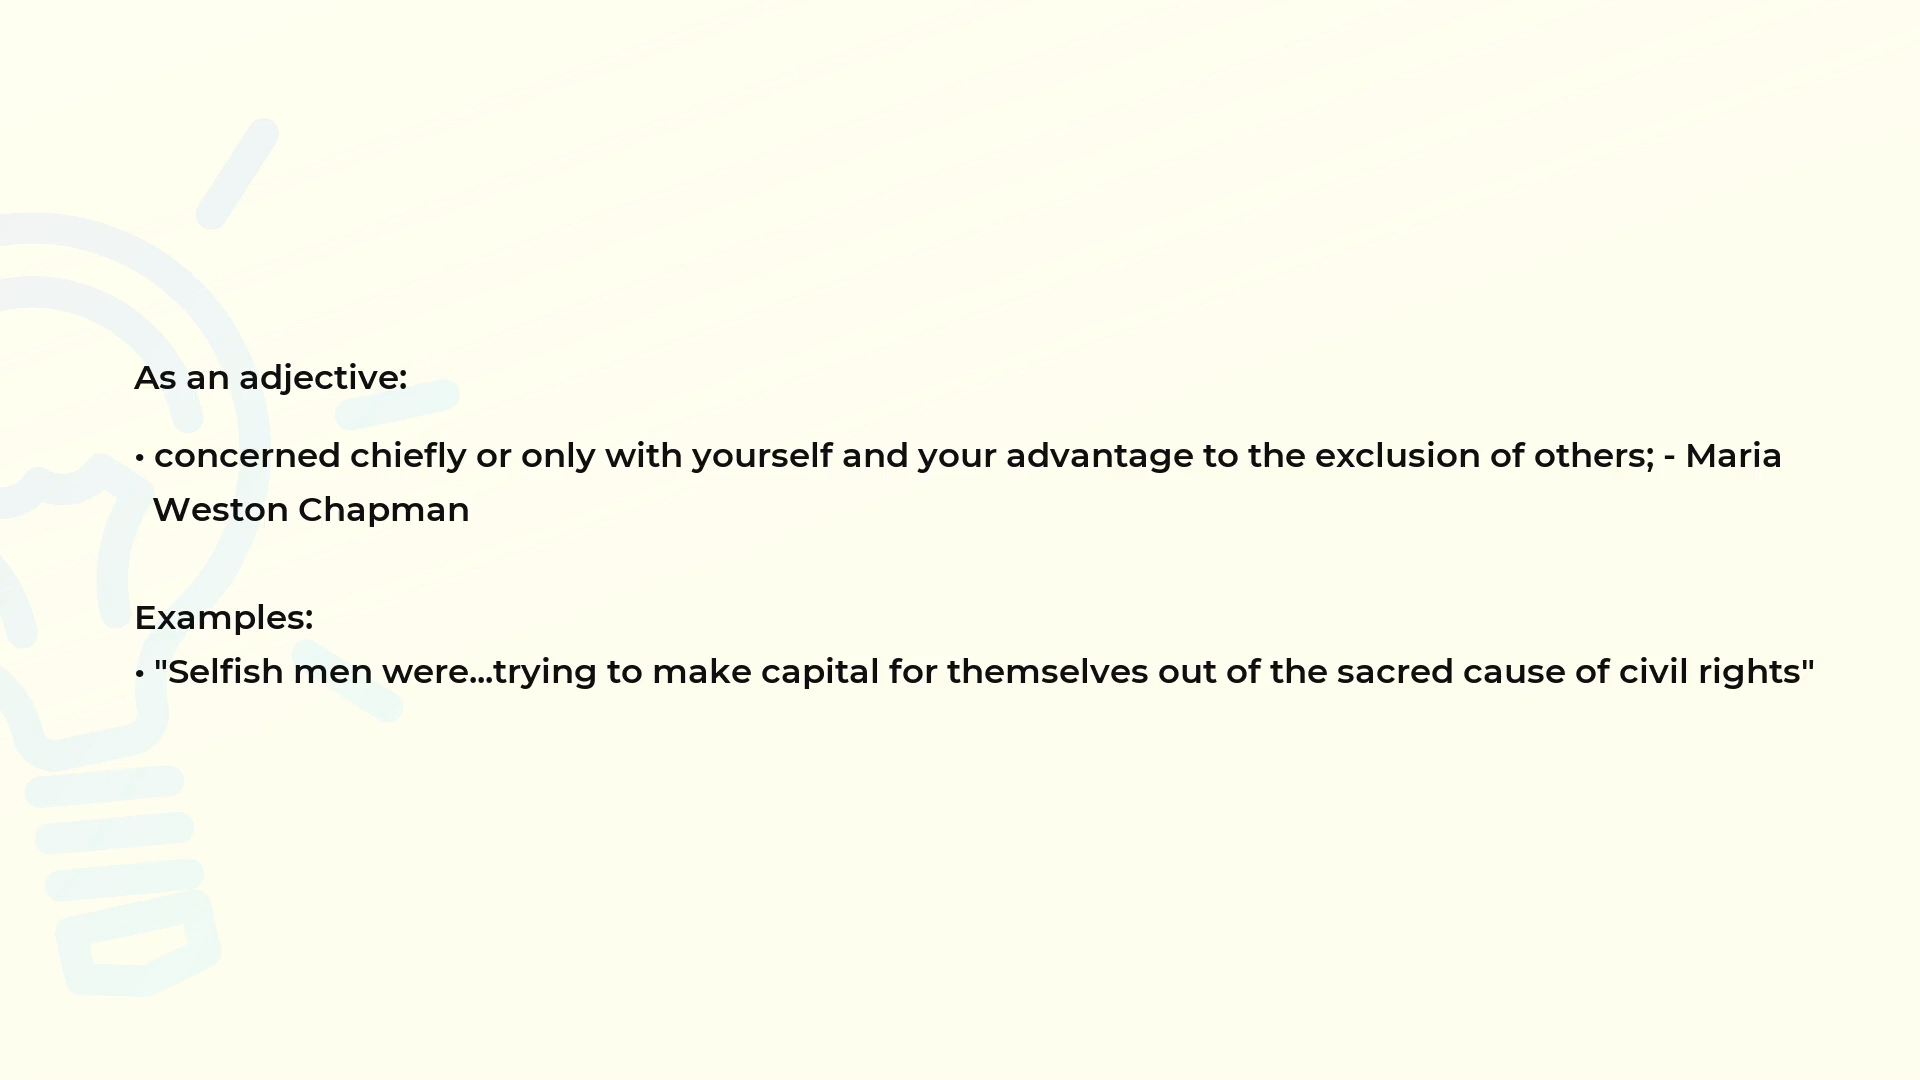 As an adjective:
• concerned chiefly or only with yourself and your advantage to the exclusion of others; - Maria
Weston Chapman
Examples:
• "Selfish men were...trying to make capital for themselves out of the sacred cause of civil rights"